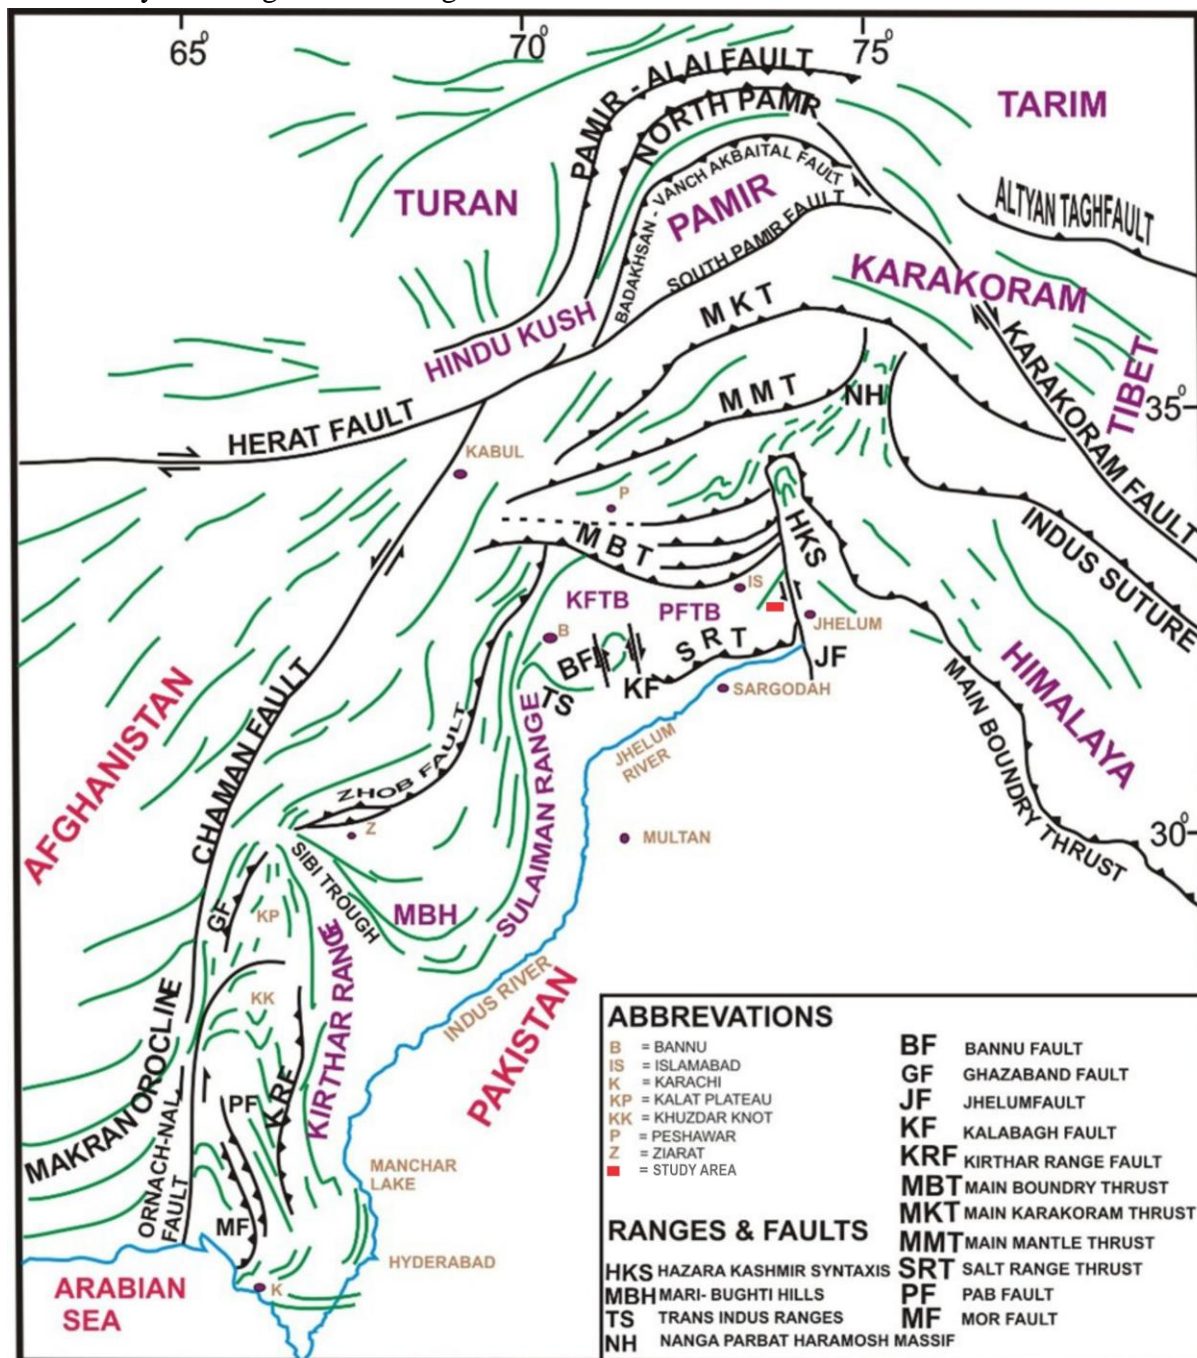 65⁰
70⁰
75⁰
PAMIR - ALAI FAULT
NORTH PAMR
TARIM
TURAN
BADAKHSAN - VANCH AKBAITAL FAULT
PAMIR
ALTYAN TAGHFAULT
SOUTH PAMIR FAULT
KARAKORAM
HINDU KUSH
MKT
KARAKORAM FAULT
TIBET
MMT
NH
35⁰
HERAT FAULT
KABUL
P
HKS
INDUS SUTURE
MBT
IS
KFTB
PFTB
JHELUM
B
SRT
BF
JF
KF
TS
SARGODAH
HIMALAYA
MAIN BOUNDRY THRUST
AFGHANISTAN
CHAMAN FAULT
JHELUM
RIVER
ZHOB FAULT
SULAIMAN RANGE
Z
MULTAN
30⁰
SIBI TROUGH
GF
KP
MBH
KIRTHAR RANGE
INDUS RIVER
PAKISTAN
KK
MAKRAN OROCLINE
PF
KRF
ORNACH-NAL
FAULT
MANCHAR
LAKE
MF
HYDERABAD
ARABIAN
SEA
K
ABBREVATIONS
B = BANNU
IS = ISLAMABAD
K = KARACHI
KP = KALAT PLATEAU
KK = KHUZDAR KNOT
P = PESHAWAR
Z = ZIARAT
= STUDY AREA
RANGES & FAULTS
HKS HAZARA KASHMIR SYNTAXIS
MBH MARI- BUGHTI HILLS
TS TRANS INDUS RANGES
NH NANGA PARBAT HARAMOSH MASSIF
BF BANNU FAULT
GF GHAZABAND FAULT
JF JHELUMFAULT
KF KALABAGH FAULT
KRF KIRTHAR RANGE FAULT
MBT MAIN BOUNDRY THRUST
MKT MAIN KARAKORAM THRUST
MMT MAIN MANTLE THRUST
SRT SALT RANGE THRUST
PF PAB FAULT
MF MOR FAULT